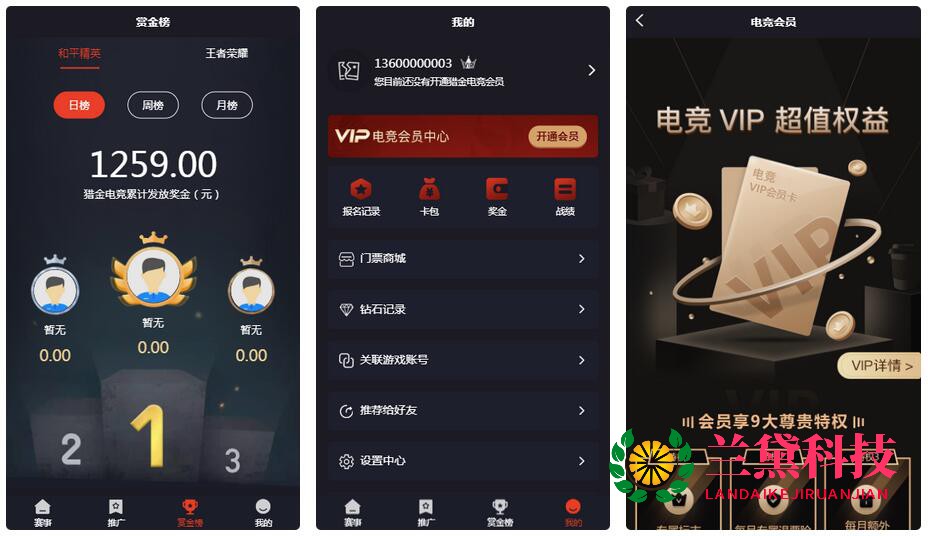 赏金榜
和平精英
王者荣耀
日榜
周榜
月榜
1259.00
猎金电竞累计发放奖金（元）
暂无
暂无
暂无
0.00
0.00
0.00
1
2
3
赛事
推广
赏金榜
我的
我的
13600000003
您目前还没有开通猎金电竞会员
VIP电竞会员中心
开通会员
报名记录
卡包
奖金
战绩
门票商城
钻石记录
关联游戏账号
推荐给好友
设置中心
赛事
推广
赏金榜
我的
电竞会员
电竞 VIP 超值权益
电竞
VIP会员卡
VIP
VIP详情 >
VIP
会员享9大尊贵特权
兰黛科技
LANDAIKEJIRUANJIAN
专属标志
每月专属退票险
每月额外